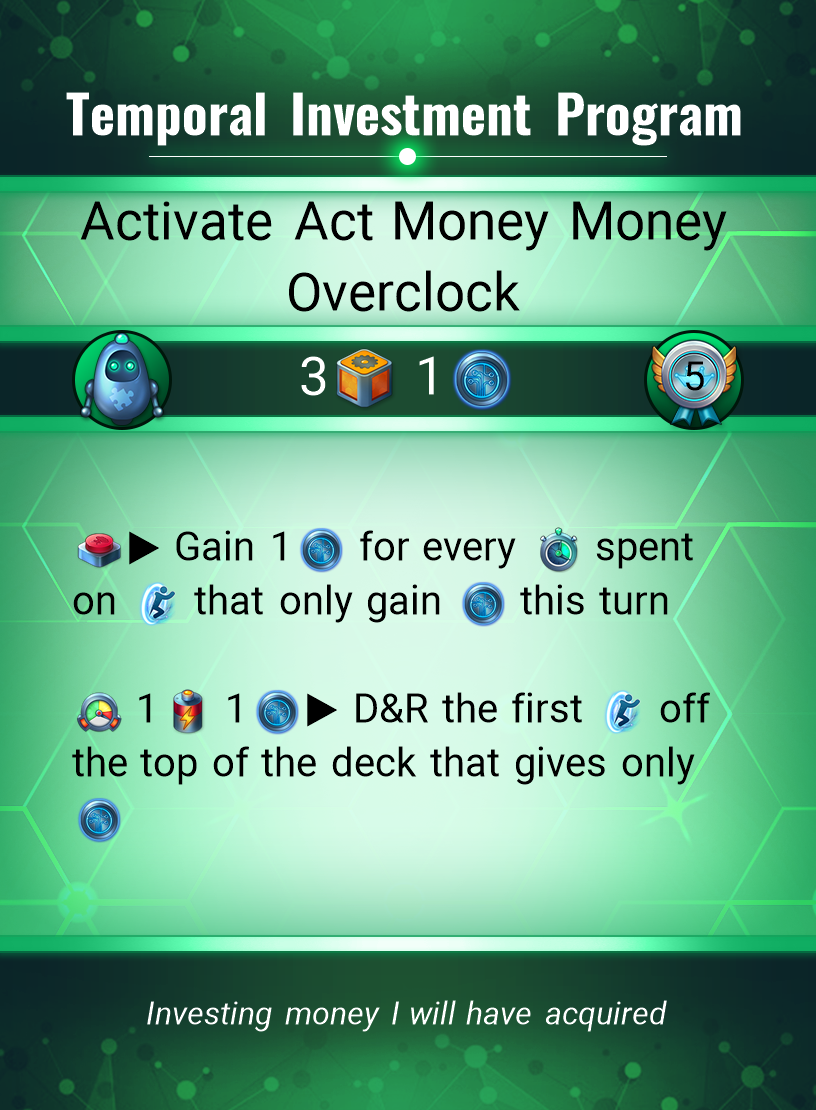 Temporal Investment Program
Activate Act Money Money
Overclock
3 1 5
▶ Gain 1 for every spent
on that only gain this turn
1 1 ▶ D&R the first off
the top of the deck that gives only
Investing money I will have acquired